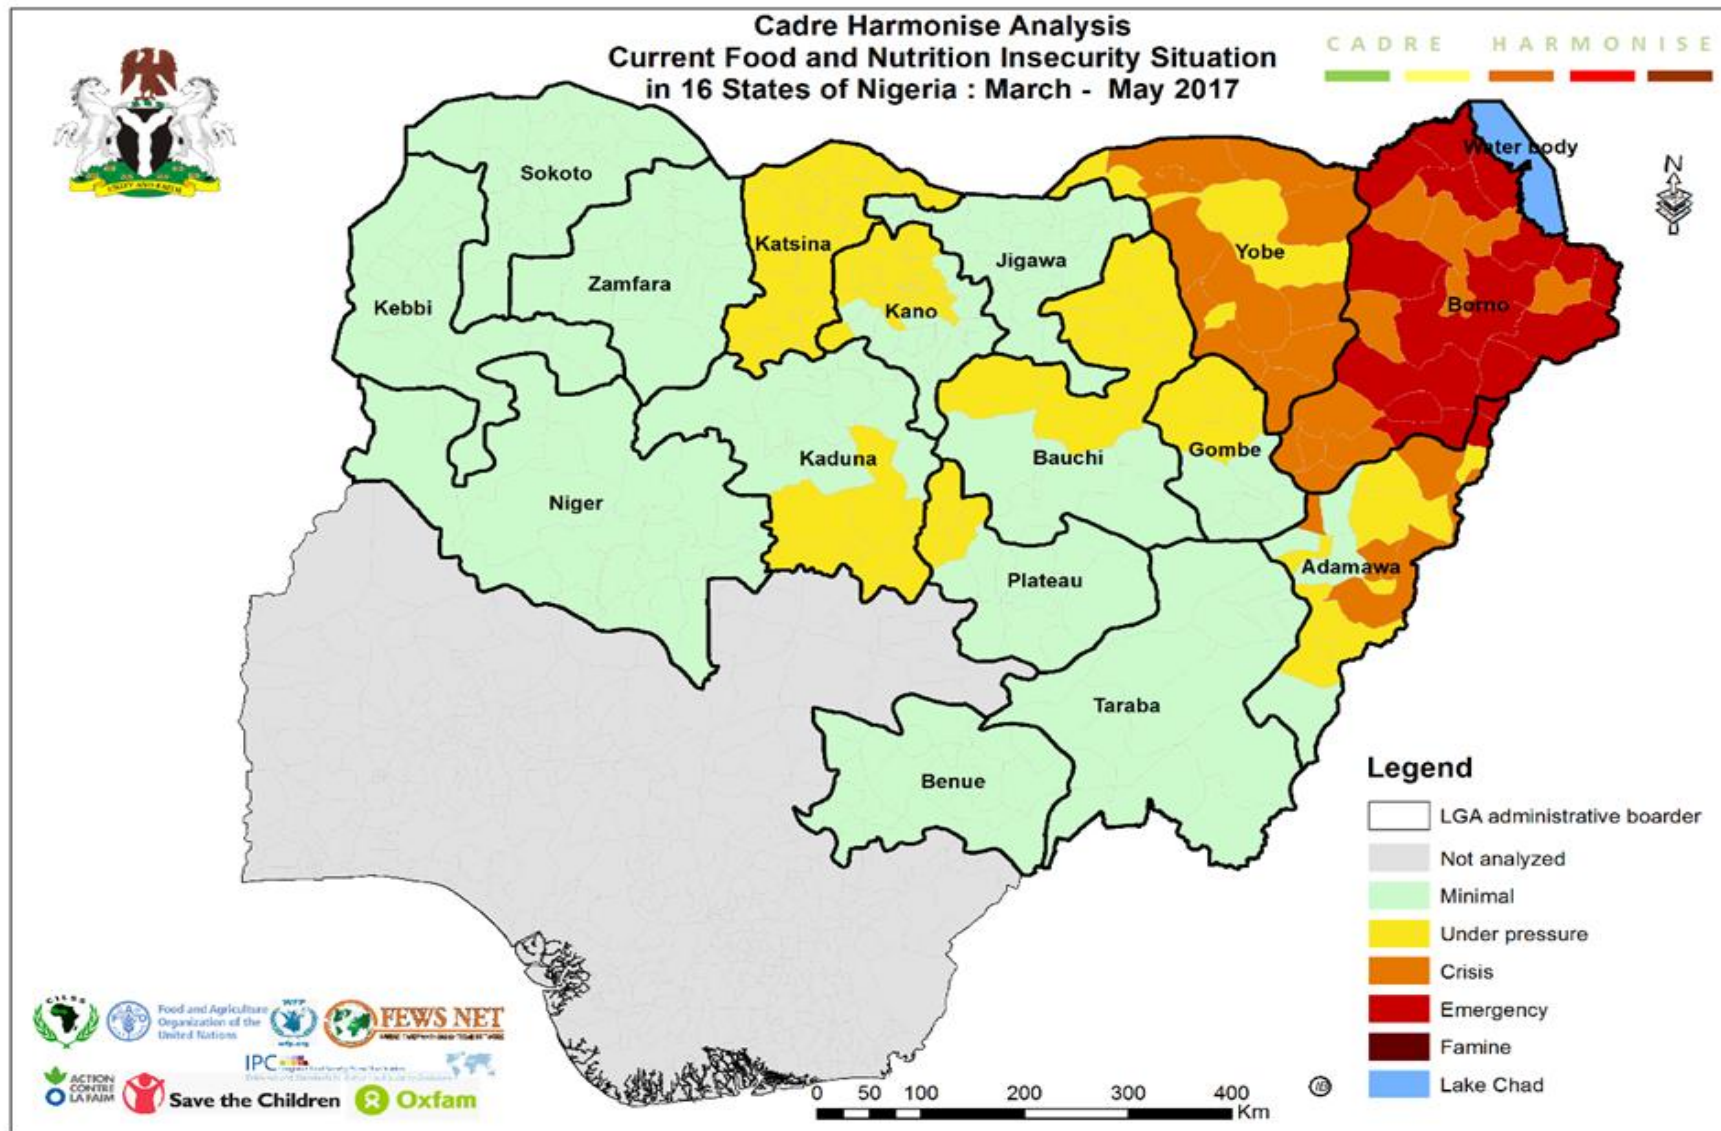 Cadre Harmonise Analysis
Current Food and Nutrition Insecurity Situation
in 16 States of Nigeria : March - May 2017
CADRE HARMONISE
Water body
N
Sokoto
Katsina
Jigawa
Yobe
Kebbi
Zamfara
Kano
Borno
Kaduna
Bauchi
Gombe
Niger
Plateau
Adamawa
Taraba
Benue
Legend
LGA administrative boarder
Not analyzed
Minimal
Under pressure
Crisis
Emergency
Famine
Lake Chad
CILSS
Food and Agriculture
Organization of the
United Nations
WFP
wfp.org
FEWS NET
IPC
ACTION
CONTRE
LA FAIM
Save the Children
Oxfam
0 50 100 200 300 400
Km